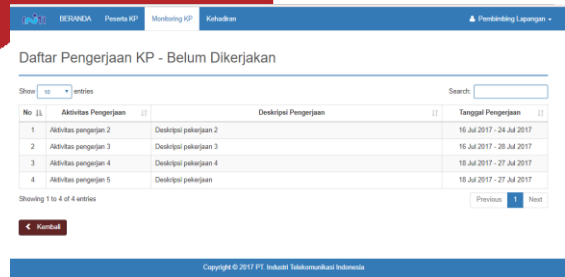 BERANDA Peserta KP Monitoring KP Kehadiran Pembimbing Lapangan
Daftar Pengerjaan KP - Belum Dikerjakan
Show 10 entries Search:
No Aktivitas Pengerjaan Deskripsi Pengerjaan Tanggal Pengerjaan
1 Aktivitas pengerjan 2 Deskripsi pekerjaan 2 16 Jul 2017 - 24 Jul 2017
2 Aktivitas pengerjan 3 Deskripsi pekerjaan 3 16 Jul 2017 - 28 Jul 2017
3 Aktivitas pengerjan 4 Deskripsi pekerjaan 4 18 Jul 2017 - 27 Jul 2017
4 Aktivitas pengerjan 5 Deskripsi pekerjaan 18 Jul 2017 - 27 Jul 2017
Showing 1 to 4 of 4 entries Previous 1 Next
Kembali
Copyright © 2017 PT. Industri Telekomunikasi Indonesia